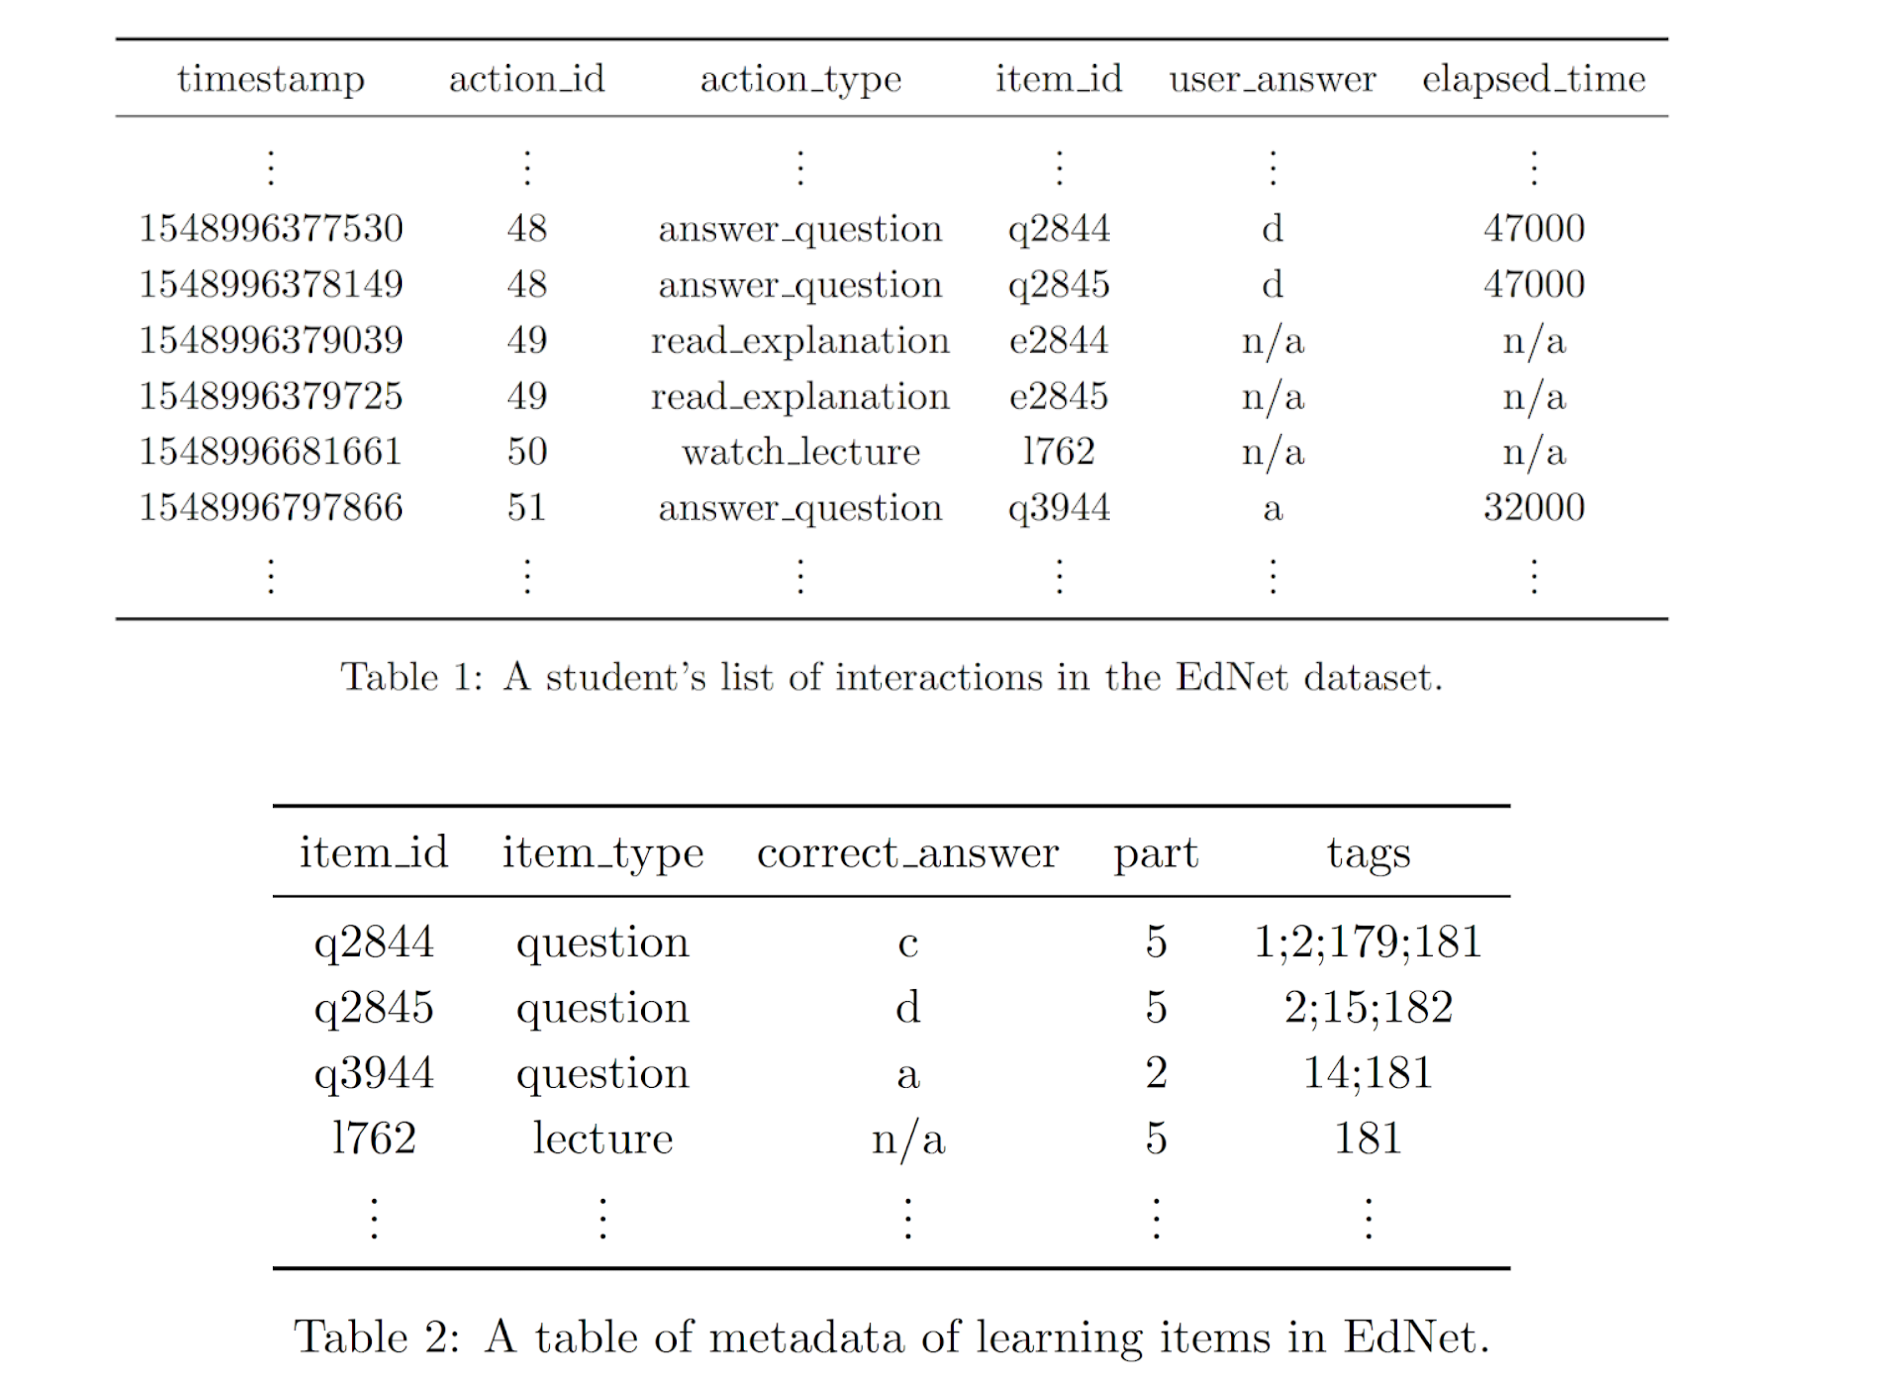 timestamp action_id action_type item_id user_answer elapsed_time
⋮ ⋮ ⋮ ⋮ ⋮ ⋮
1548996377530 48 answer_question q2844 d 47000
1548996378149 48 answer_question q2845 d 47000
1548996379039 49 read_explanation e2844 n/a n/a
1548996379725 49 read_explanation e2845 n/a n/a
1548996681661 50 watch_lecture l762 n/a n/a
1548996797866 51 answer_question q3944 a 32000
⋮ ⋮ ⋮ ⋮ ⋮ ⋮
Table 1: A student's list of interactions in the EdNet dataset.
item_id item_type correct_answer part tags
q2844 question c 5 1;2;179;181
q2845 question d 5 2;15;182
q3944 question a 2 14;181
l762 lecture n/a 5 181
⋮ ⋮ ⋮ ⋮ ⋮
Table 2: A table of metadata of learning items in EdNet.